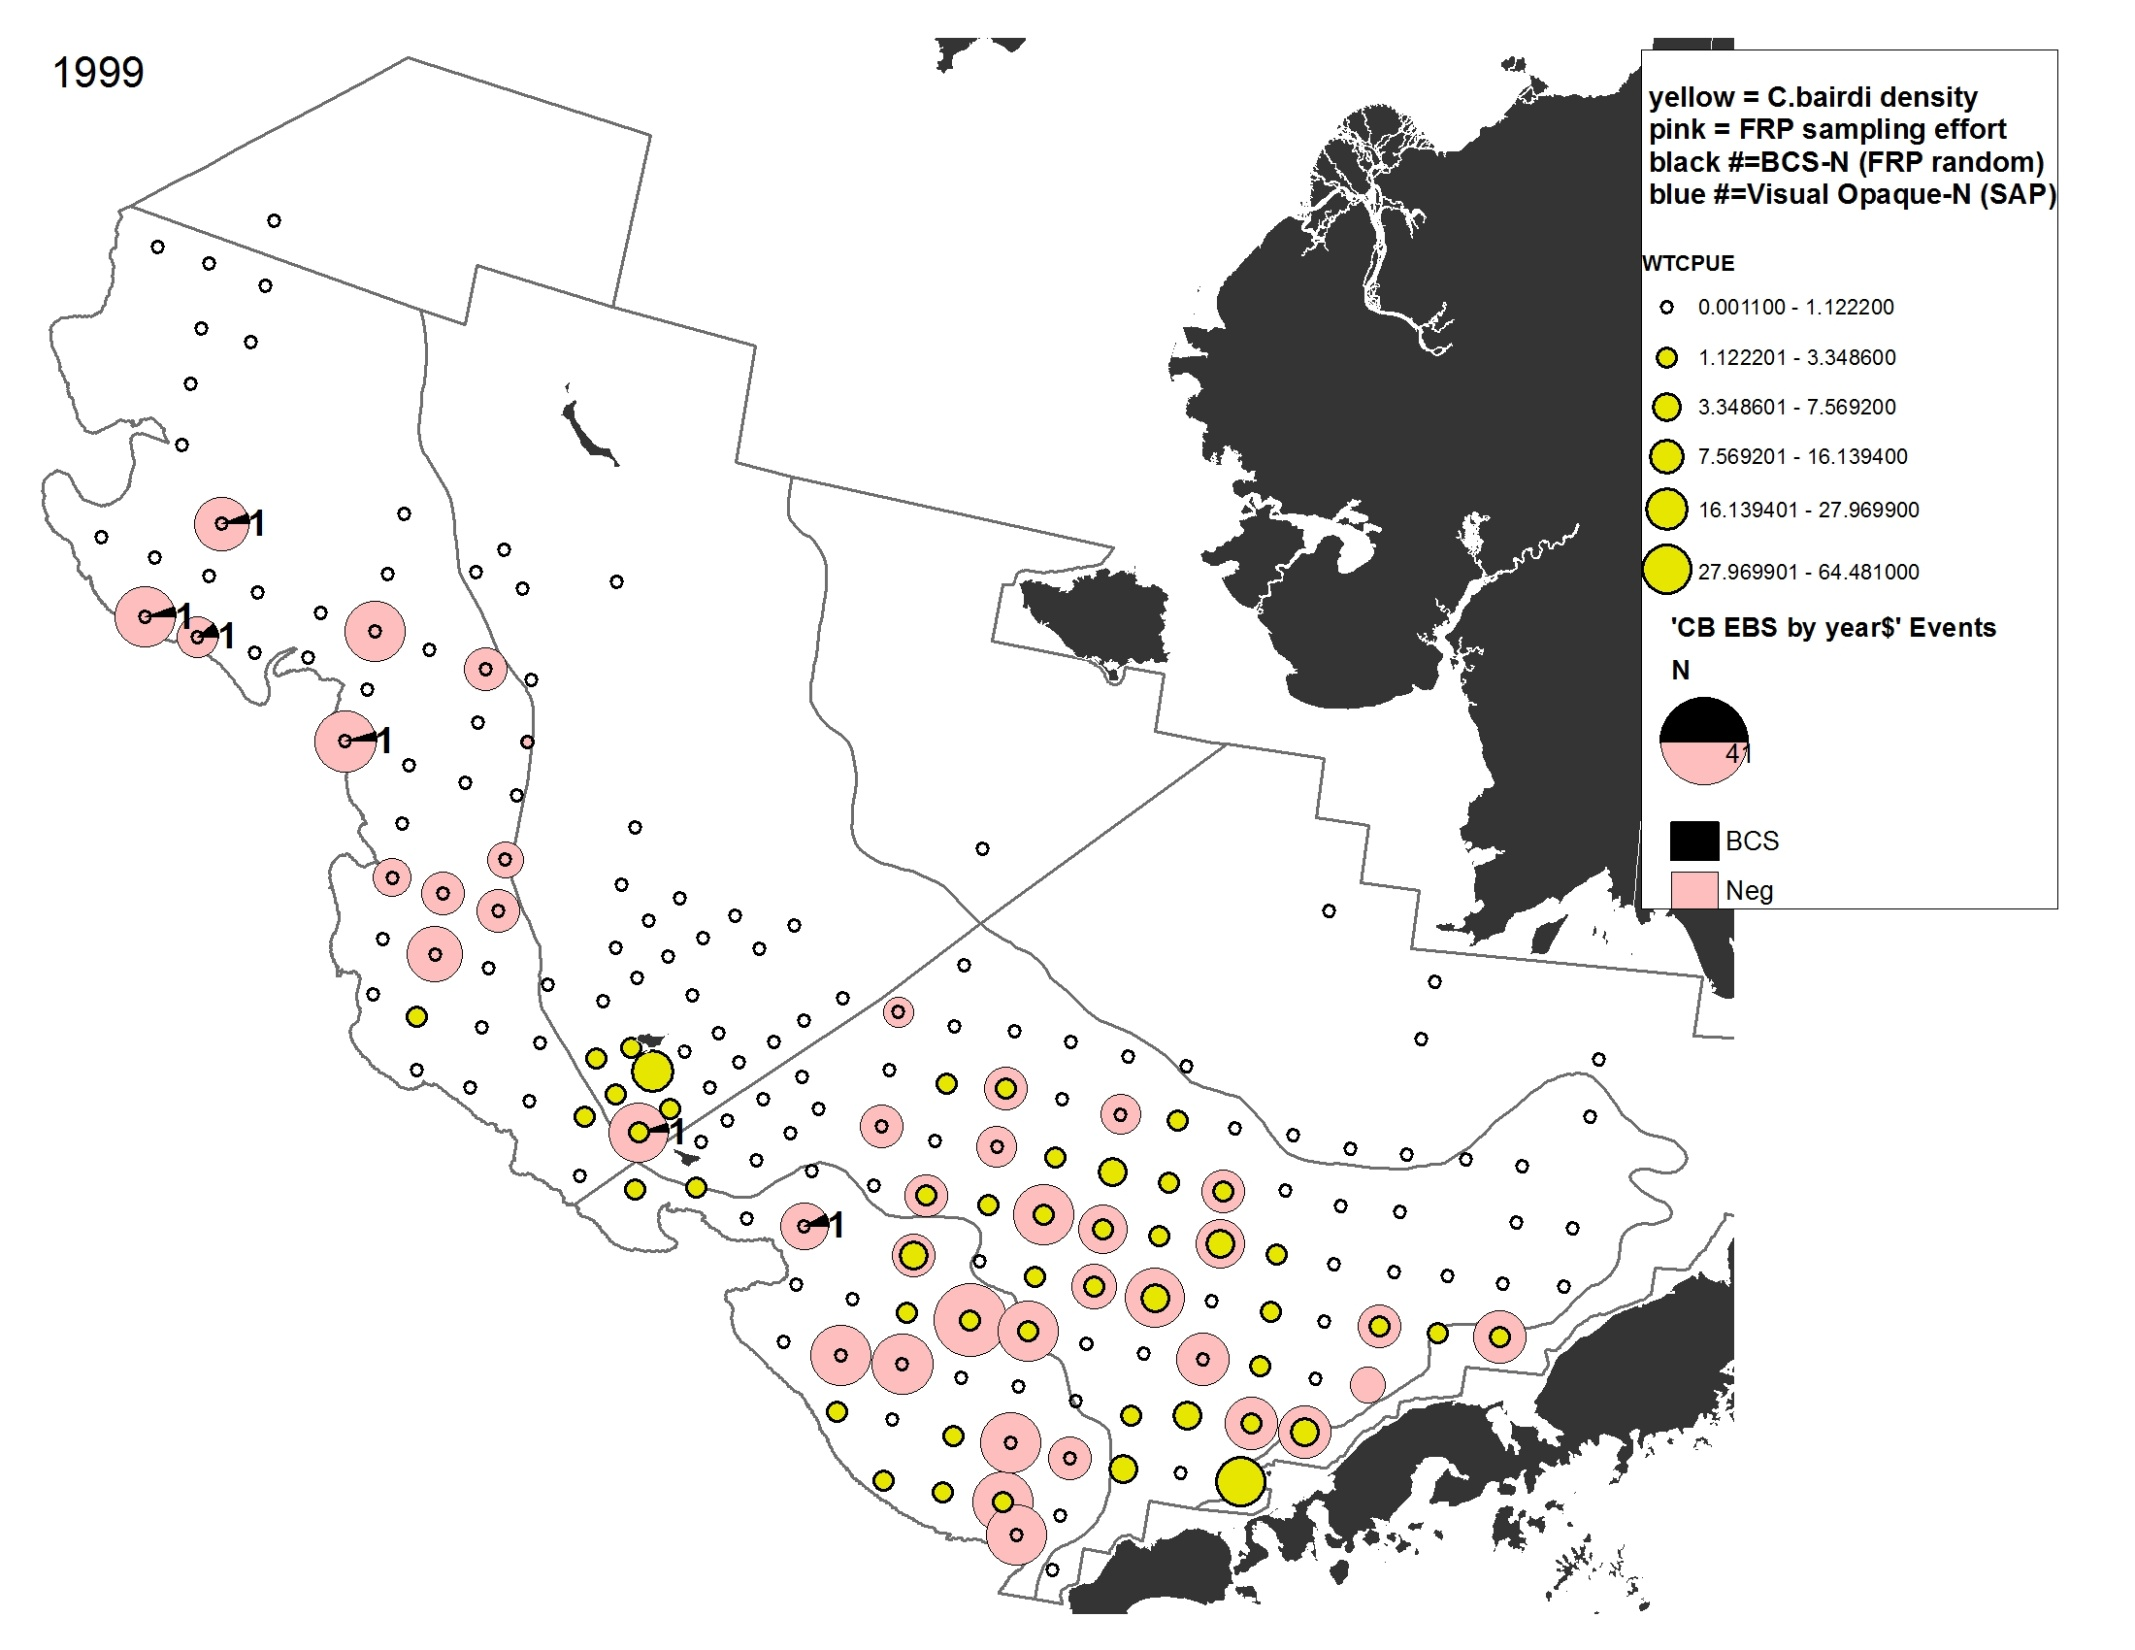 1999
yellow = C.bairdi density
pink = FRP sampling effort
black #=BCS-N (FRP random)
blue #=Visual Opaque-N (SAP)
WTCPUE
0.001100 - 1.122200
1.122201 - 3.348600
3.348601 - 7.569200
7.569201 - 16.139400
16.139401 - 27.969900
27.969901 - 64.481000
'CB EBS by year$' Events
N
41
BCS
Neg
1
1
1
1
1
1